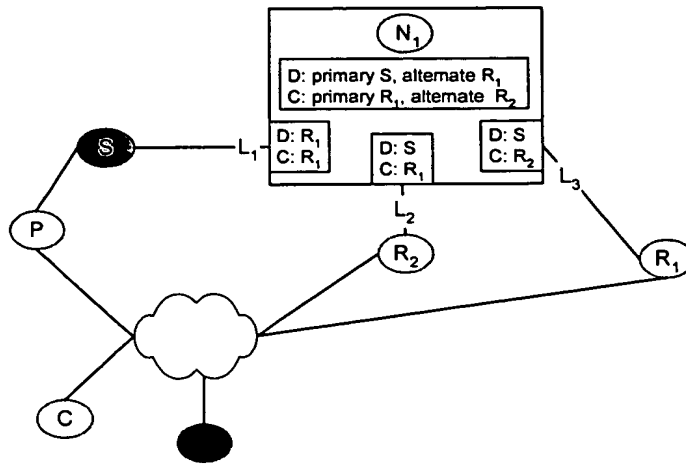 N1
D: primary S, alternate R1
C: primary R1, alternate R2
S
L1
D: R1
C: R1
D: S
C: R1
D: S
C: R2
L3
L2
P
R2
R1
C